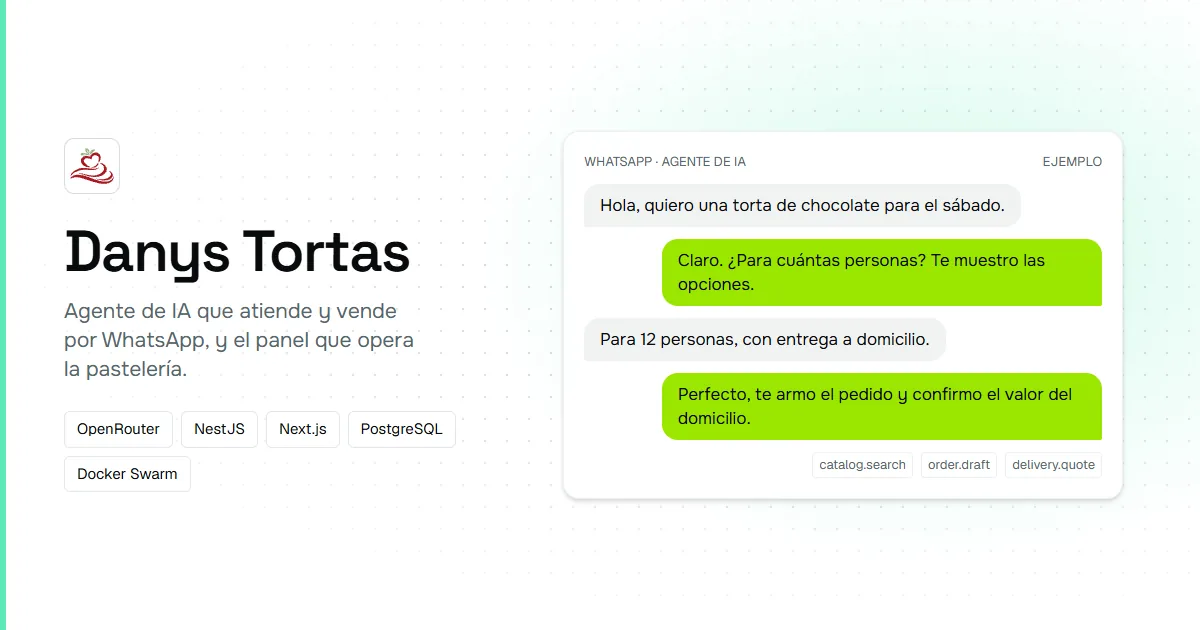 Danys Tortas
Agente de IA que atiende y vende
por WhatsApp, y el panel que opera
la pastelería.
OpenRouter
NestJS
Next.js
PostgreSQL
Docker Swarm
WHATSAPP · AGENTE DE IA
EJEMPLO
Hola, quiero una torta de chocolate para el sábado.
Claro. ¿Para cuántas personas? Te muestro las
opciones.
Para 12 personas, con entrega a domicilio.
Perfecto, te armo el pedido y confirmo el valor del
domicilio.
catalog.search
order.draft
delivery.quote